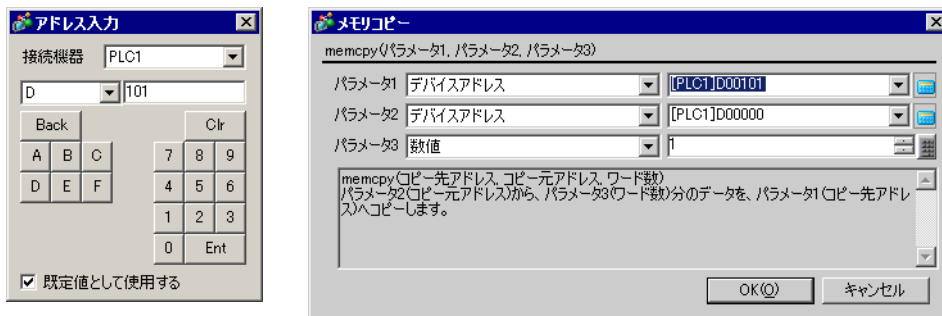 アドレス入力
接続機器 PLC1
D 101
Back Clr
A B C 7 8 9
D E F 4 5 6
1 2 3
0 Ent
既定値として使用する
メモリコピー
memcpy(パラメータ1, パラメータ2, パラメータ3)
パラメータ1 デバイスアドレス [PLC1]D00101
パラメータ2 デバイスアドレス [PLC1]D00000
パラメータ3 数値 1
memcpy(コピー先アドレス, コピー元アドレス, ワード数)
パラメータ2(コピー元アドレス)から、パラメータ3(ワード数)分のデータを、パラメータ1(コピー先アドレ
ス)へコピーします。
OK(O) キャンセル